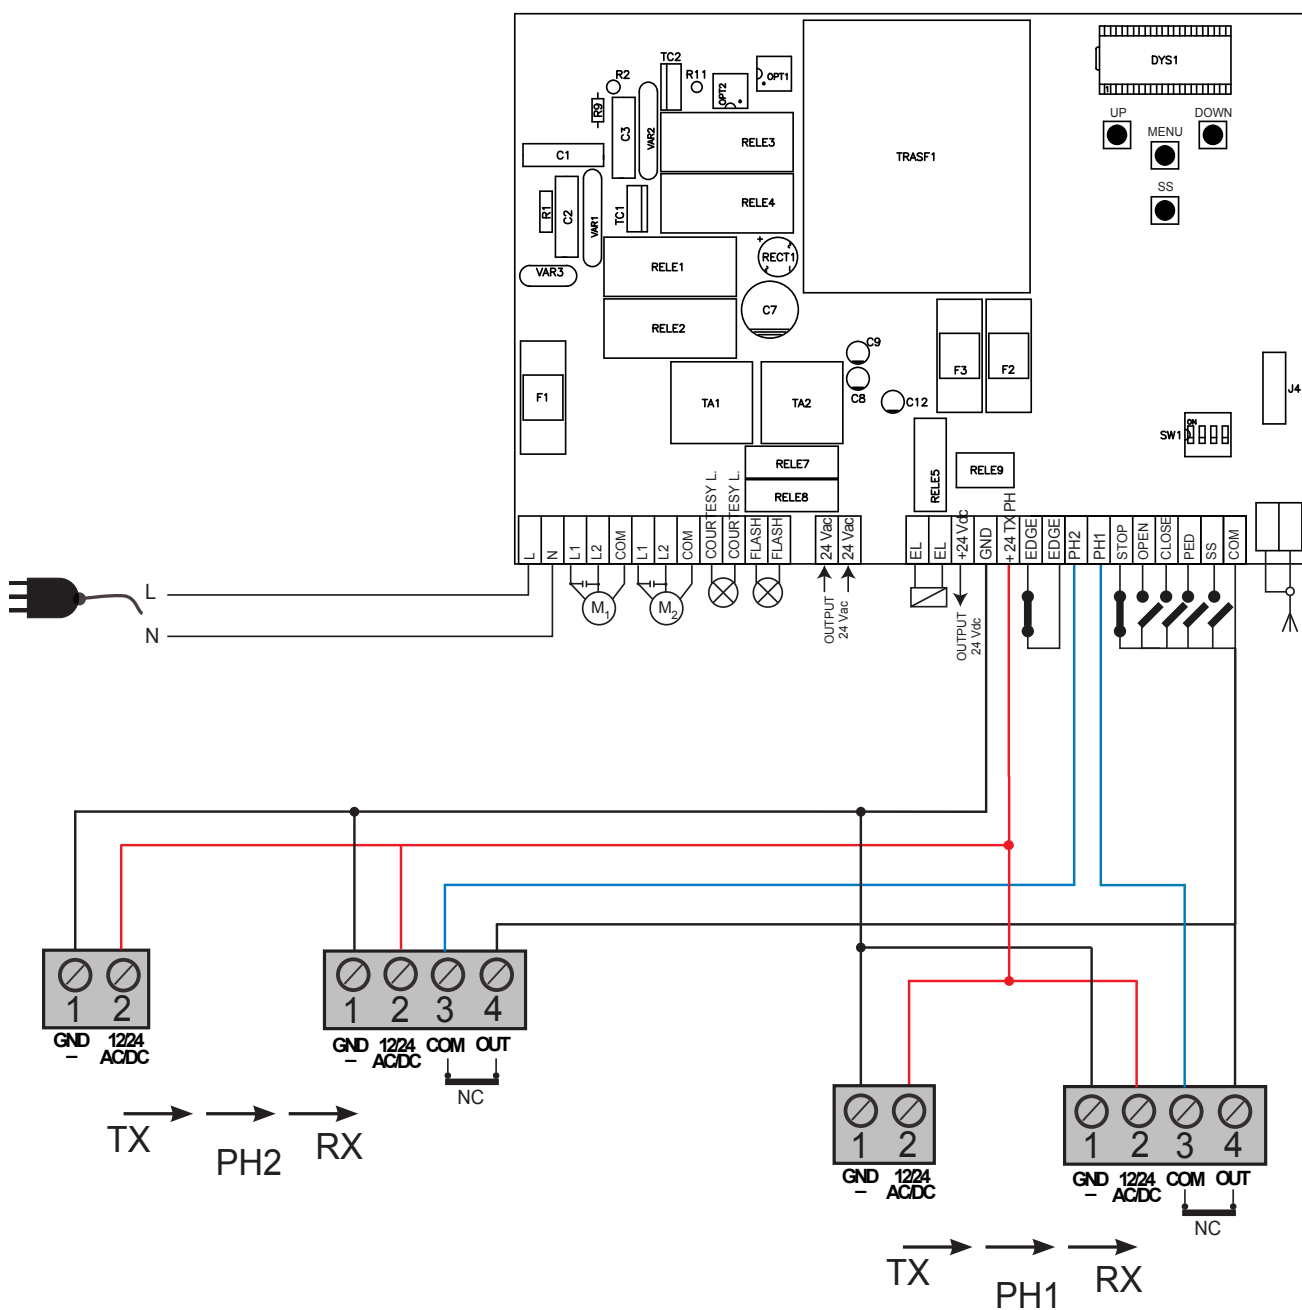 TC2
R2
R11
OPT1
OPT2
DYS1
1
R9
C3
VAR2
RELE3
TRASF1
UP
DOWN
MENU
C1
SS
R1
C2
VAR1
TC1
RELE4
+
RECT1
VAR3
RELE1
C7
RELE2
C9
C8
C12
F3
F2
F1
TA1
TA2
J4
ON
SW1
RELE7
RELE8
RELE5
RELE9
L
N
L1
L2
COM
L1
L2
COM
COURTESY L.
COURTESY L.
FLASH
FLASH
24 Vac
24 Vac
EL
EL
+24 Vdc
GND
+ 24 TX PH
EDGE
EDGE
PH2
PH1
STOP
OPEN
CLOSE
PED
SS
COM
L
N
M1
M2
OUTPUT
24 Vac
OUTPUT
24 Vdc
1 2
GND 12/24
– AC/DC
1 2 3 4
GND 12/24 COM OUT
– AC/DC
NC
TX PH2 RX
1 2
GND 12/24
– AC/DC
1 2 3 4
GND 12/24 COM OUT
– AC/DC
NC
TX PH1 RX